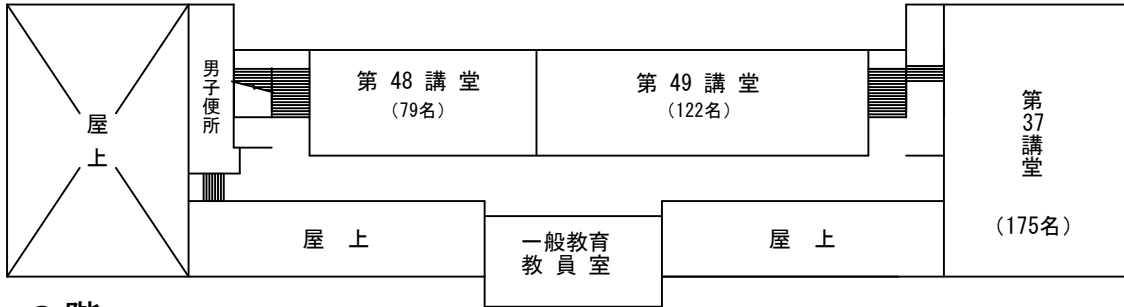 屋上
男子便所
第 48 講 堂
(79名)
第 49 講 堂
(122名)
第37講堂
(175名)
屋 上
一般教育
教 員 室
屋 上
階